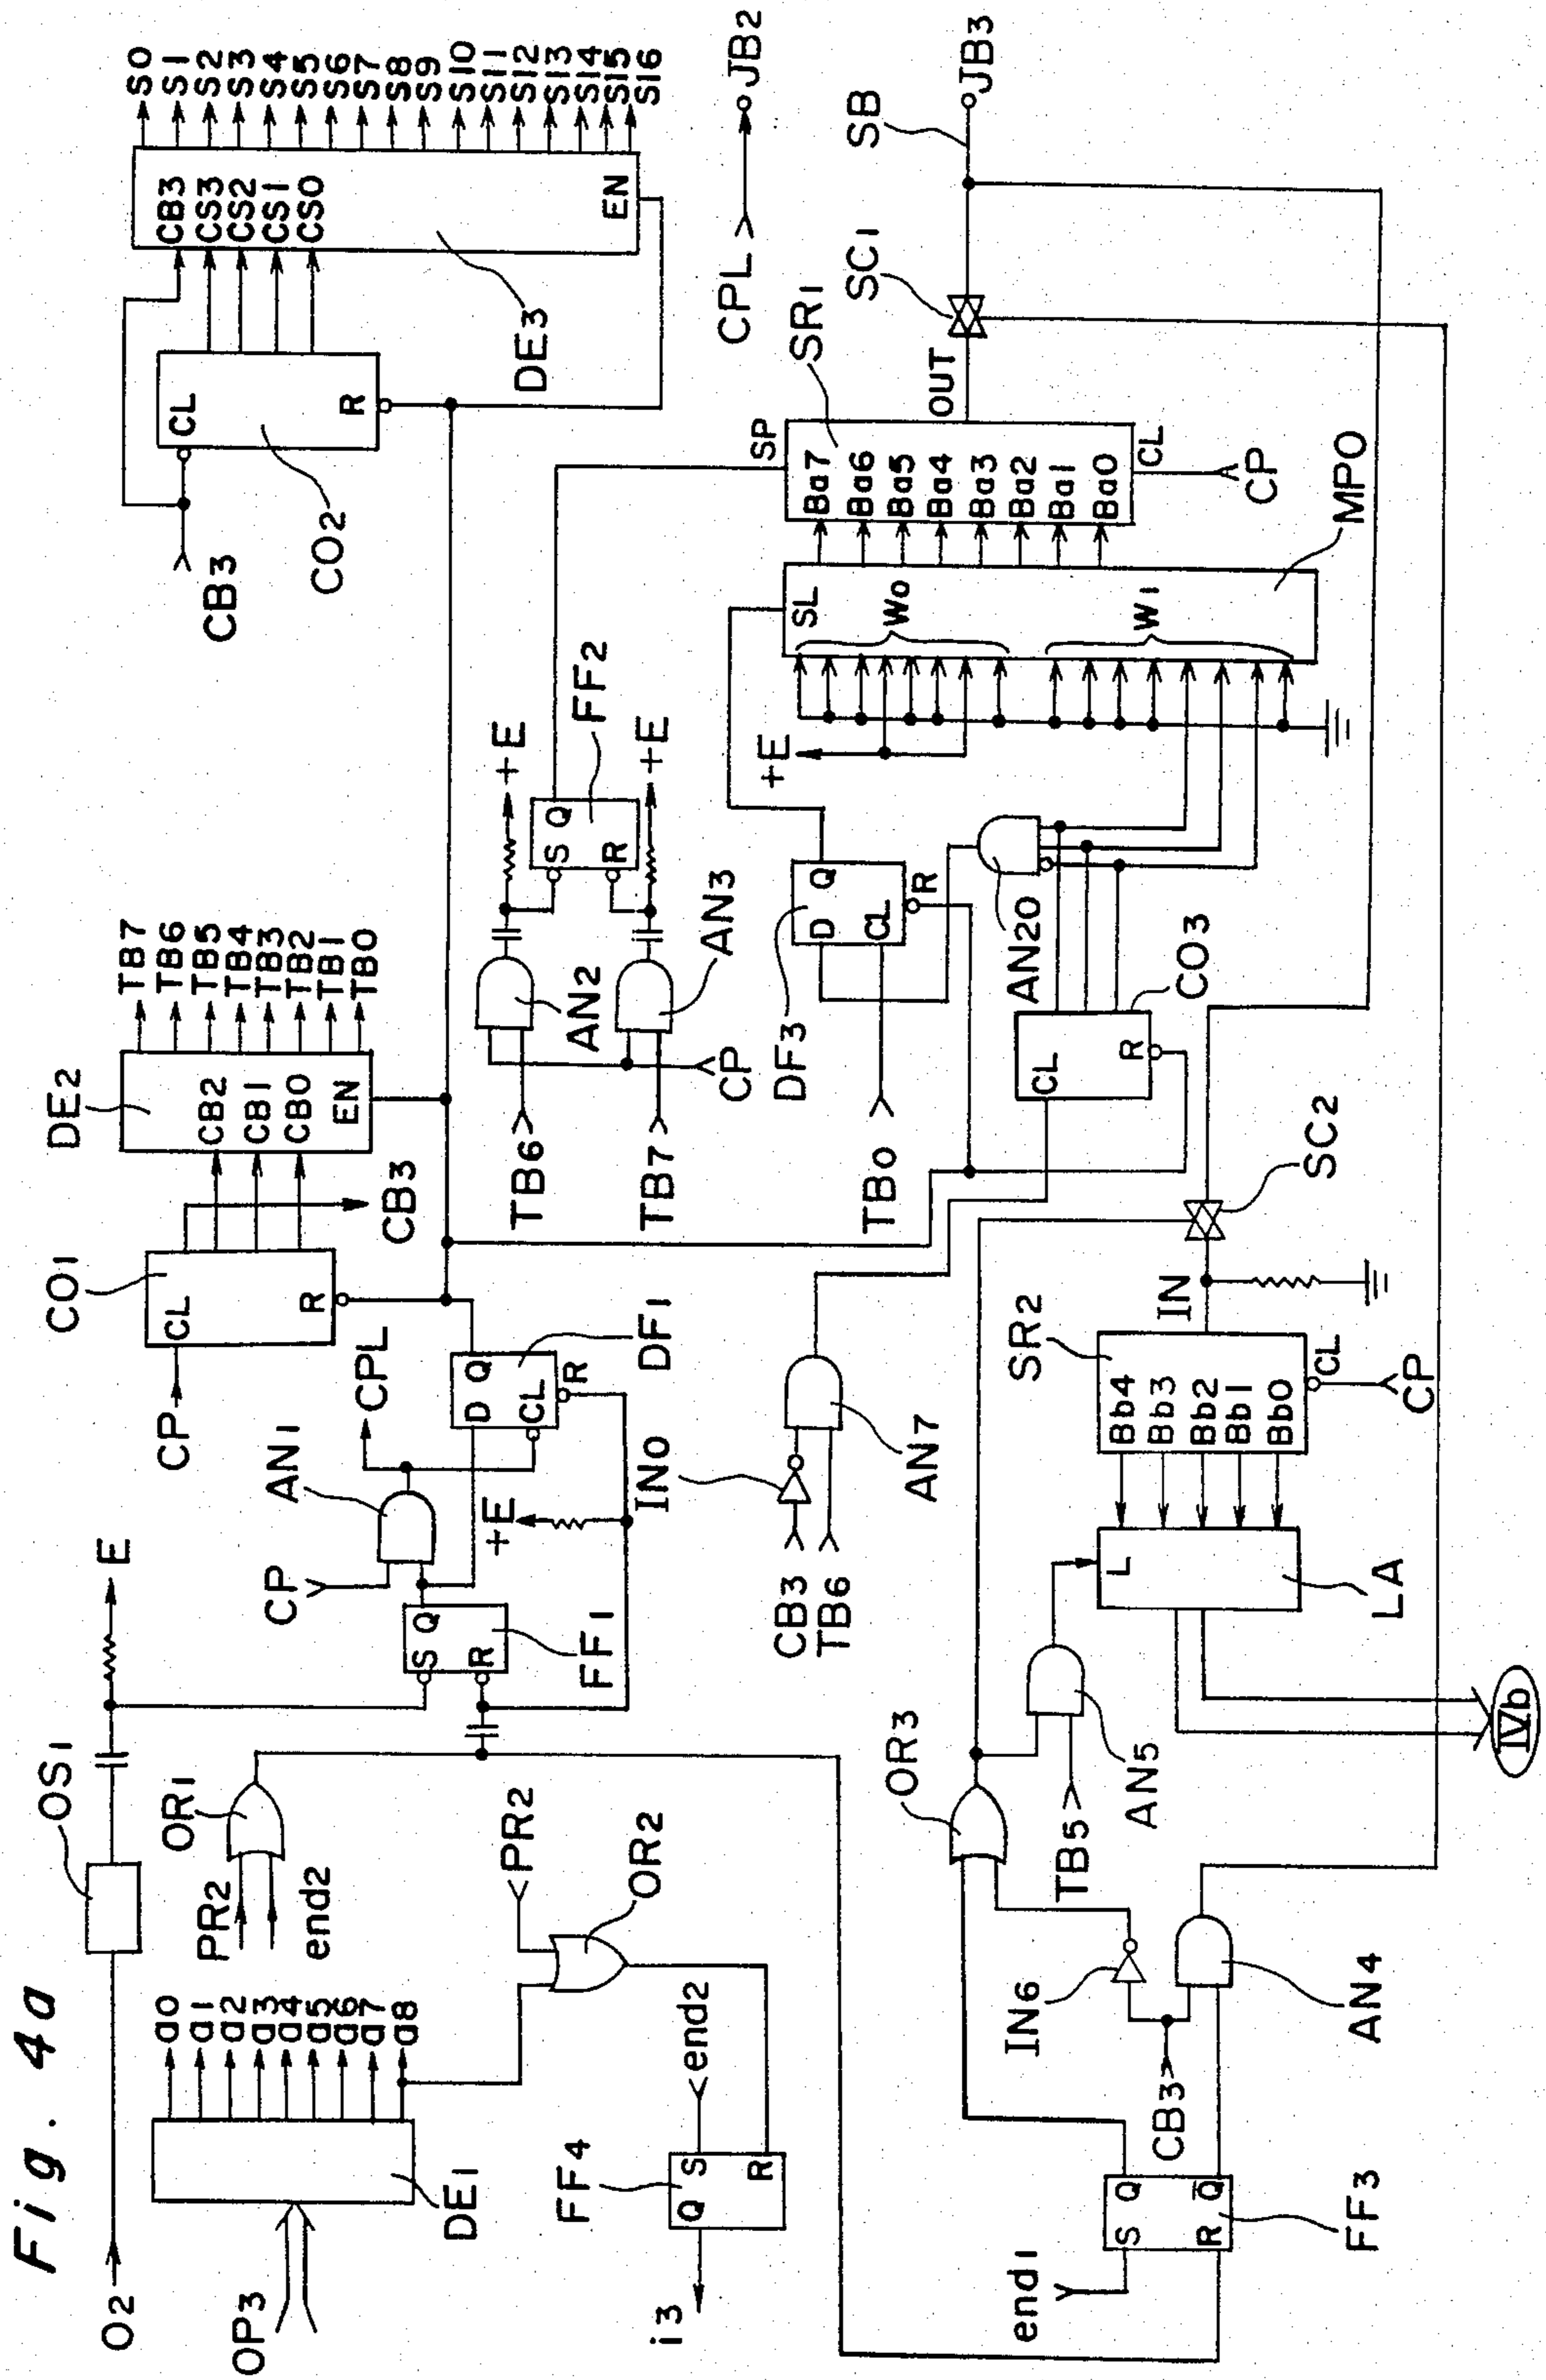 Fig. 4a
O2
OS1
E
OP3
DE1
a0
a1
a2
a3
a4
a5
a6
a7
a8
PR2
end2
OR1
PR2
OR2
FF4
Q
S
R
end2
i3
S
Q
R
FF1
CP
AN1
CPL
+E
D
Q
CL
R
DF1
IN0
CP
CL
R
CO1
CB3
DE2
CB2
CB1
CB0
EN
TB7
TB6
TB5
TB4
TB3
TB2
TB1
TB0
CB3
CL
R
CO2
CB3
CS3
CS2
CS1
CS0
EN
DE3
S0
S1
S2
S3
S4
S5
S6
S7
S8
S9
S10
S11
S12
S13
S14
S15
S16
TB6
TB7
CP
AN2
AN3
+E
+E
S
Q
R
FF2
CPL
JB2
TB0
D
Q
CL
R
DF3
AN20
+E
SL
W0
W1
MPO
SP
Ba7
Ba6
Ba5
Ba4
Ba3
Ba2
Ba1
Ba0
CL
CP
OUT
SR1
SC1
SB
JB3
CB3
TB6
AN7
CL
R
CO3
end1
S
Q
R
Q
FF3
CB3
IN6
AN4
OR3
TB5
AN5
L
LA
IVb
Bb4
Bb3
Bb2
Bb1
Bb0
IN
CL
CP
SR2
SC2